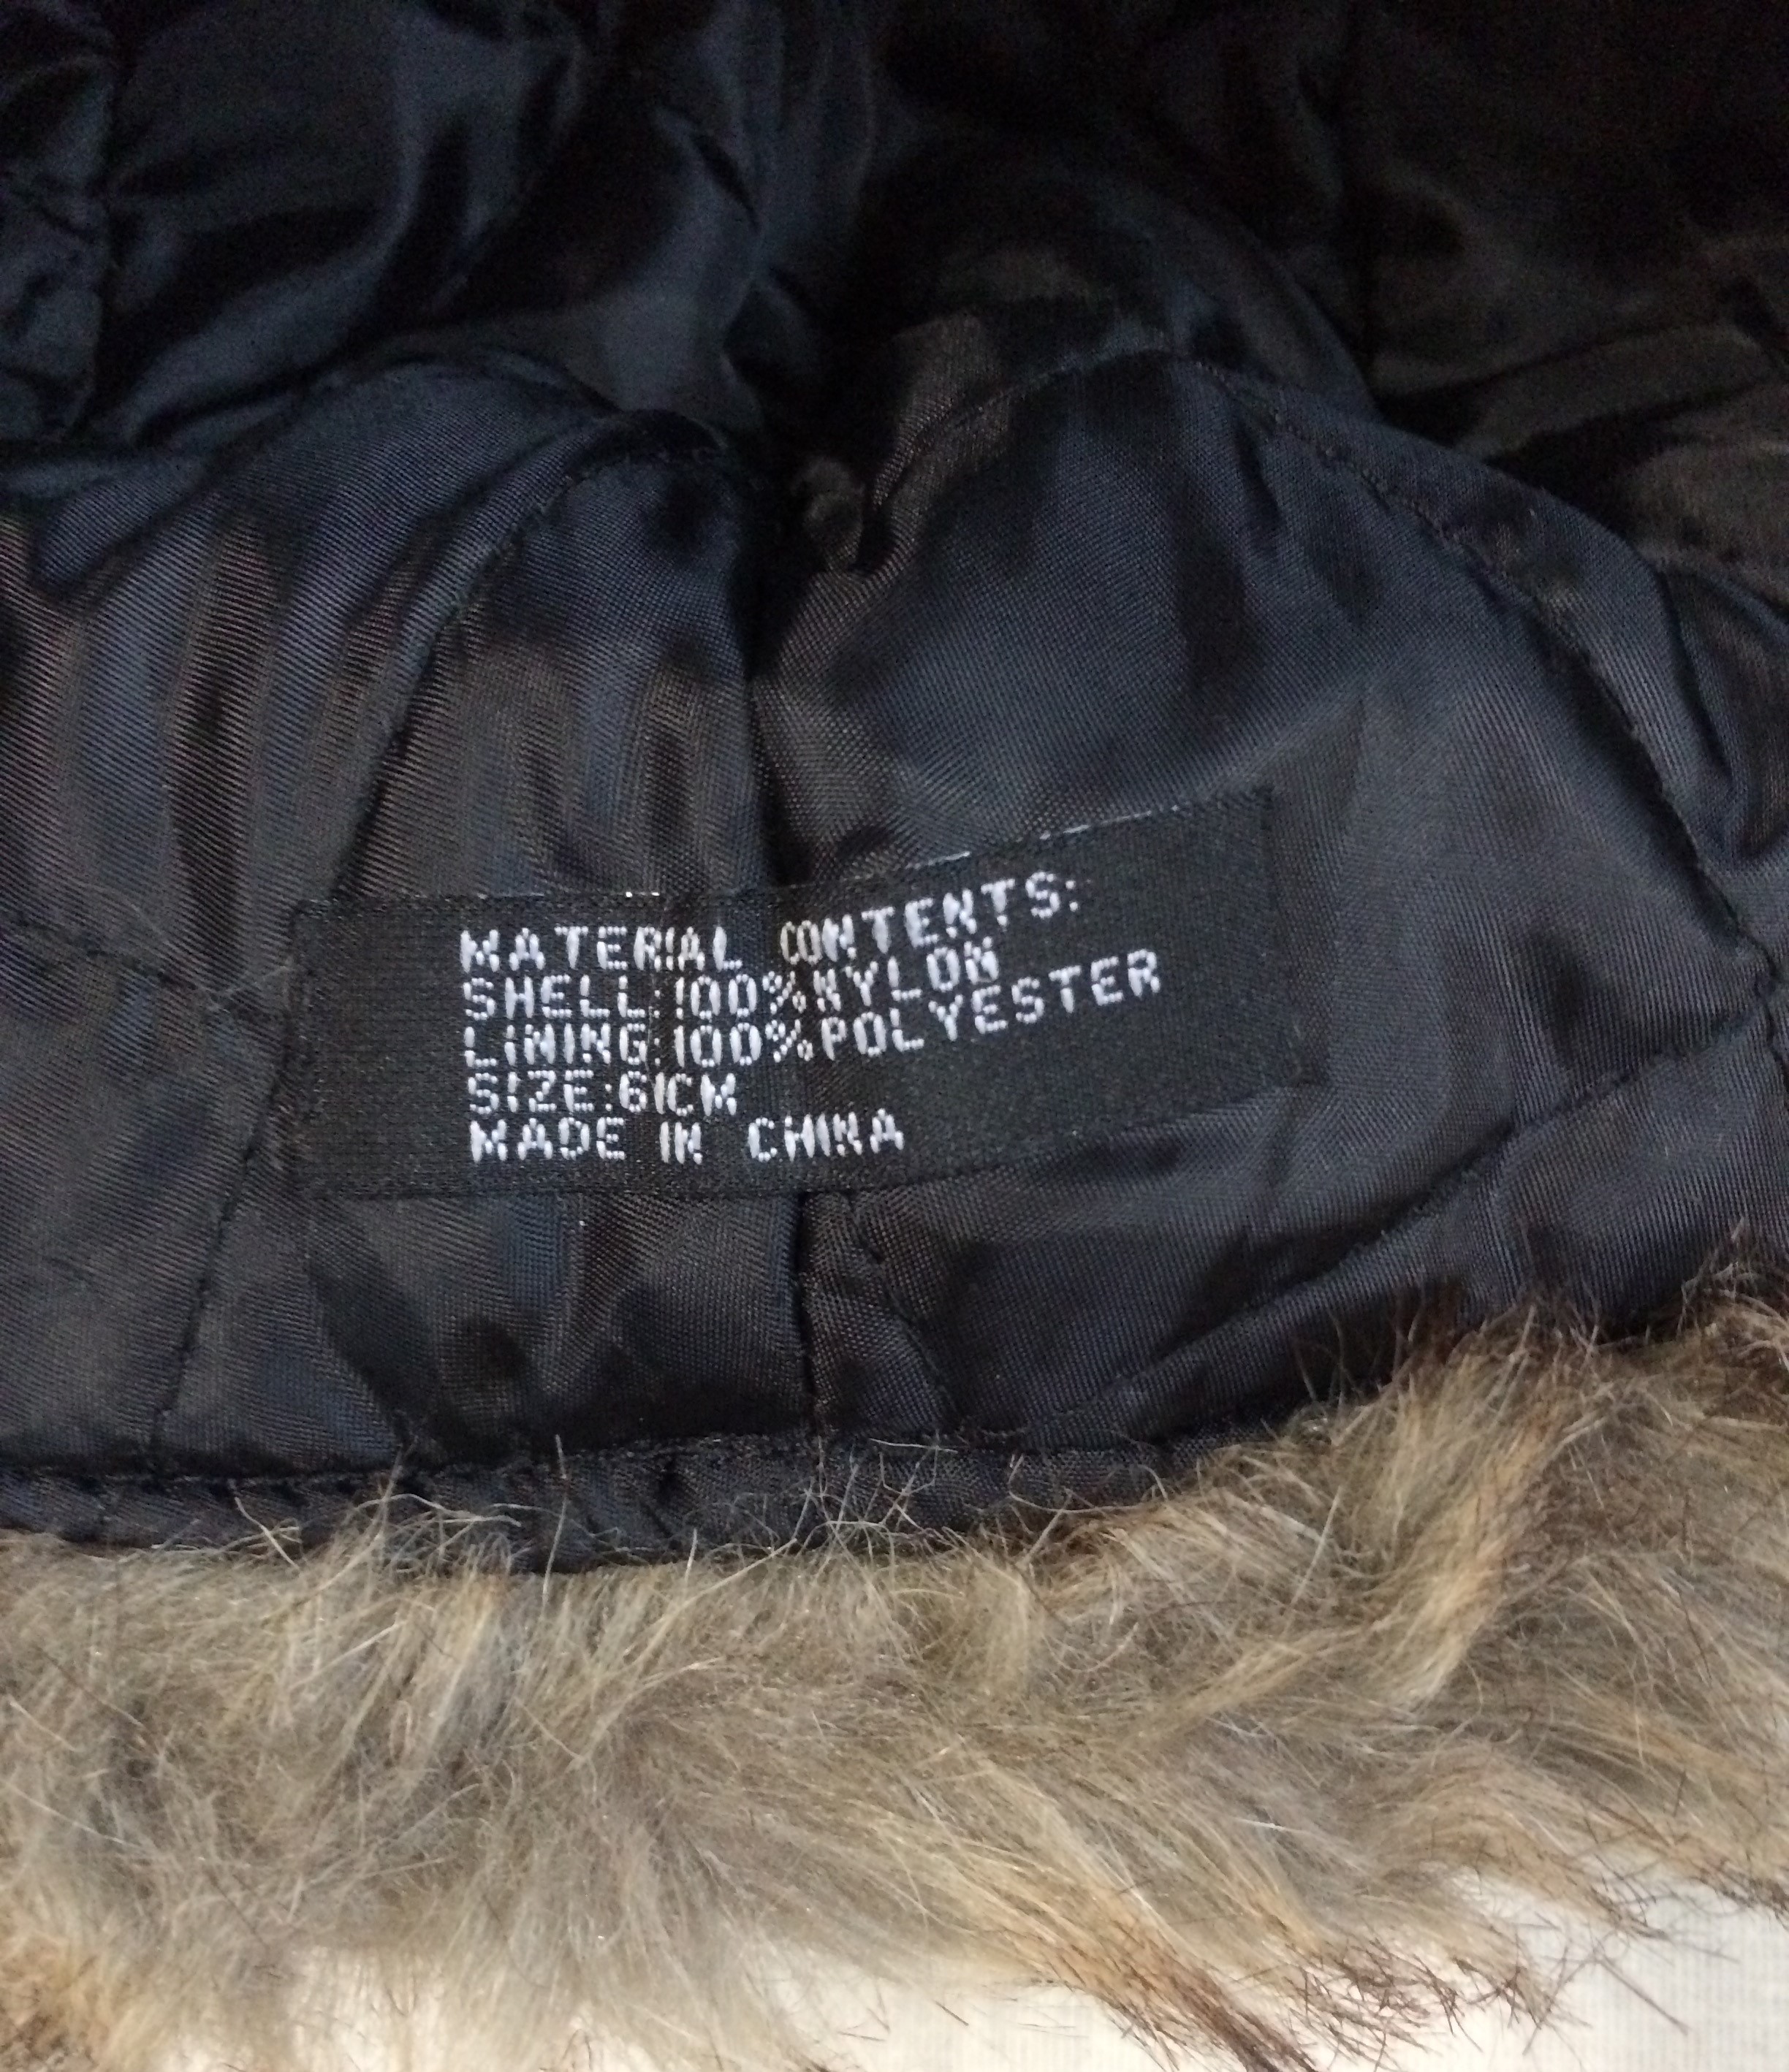 MATERIAL CONTENTS:
SHELL:100%NYLON
LINING:100%POLYESTER
SIZE:61CM
MADE IN CHINA